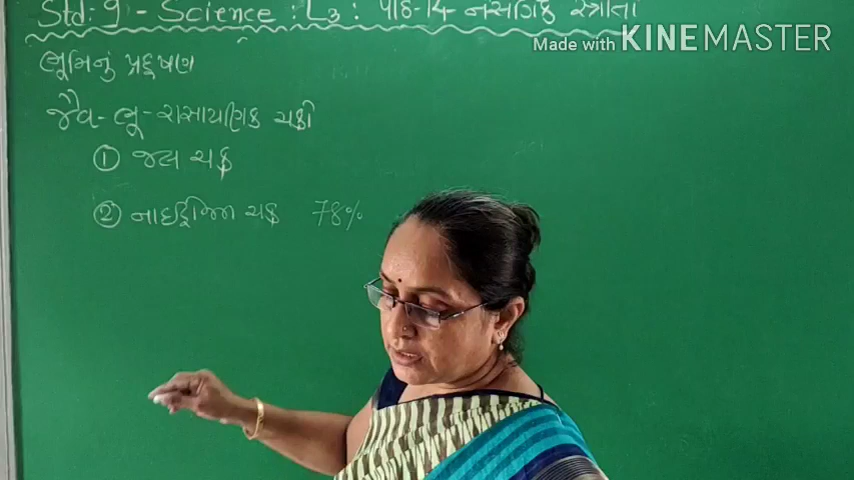 Std-9 - Science : L3 : પાઠ-14- નૈસર્ગિક સ્ત્રોતો
Made with KINEMASTER
ભૂમિનું પ્રદૂષણ
જૈવ-ભૂ-રાસાયણિક ચક્રો
① જલ ચક્ર
② નાઇટ્રોજન ચક્ર 78%